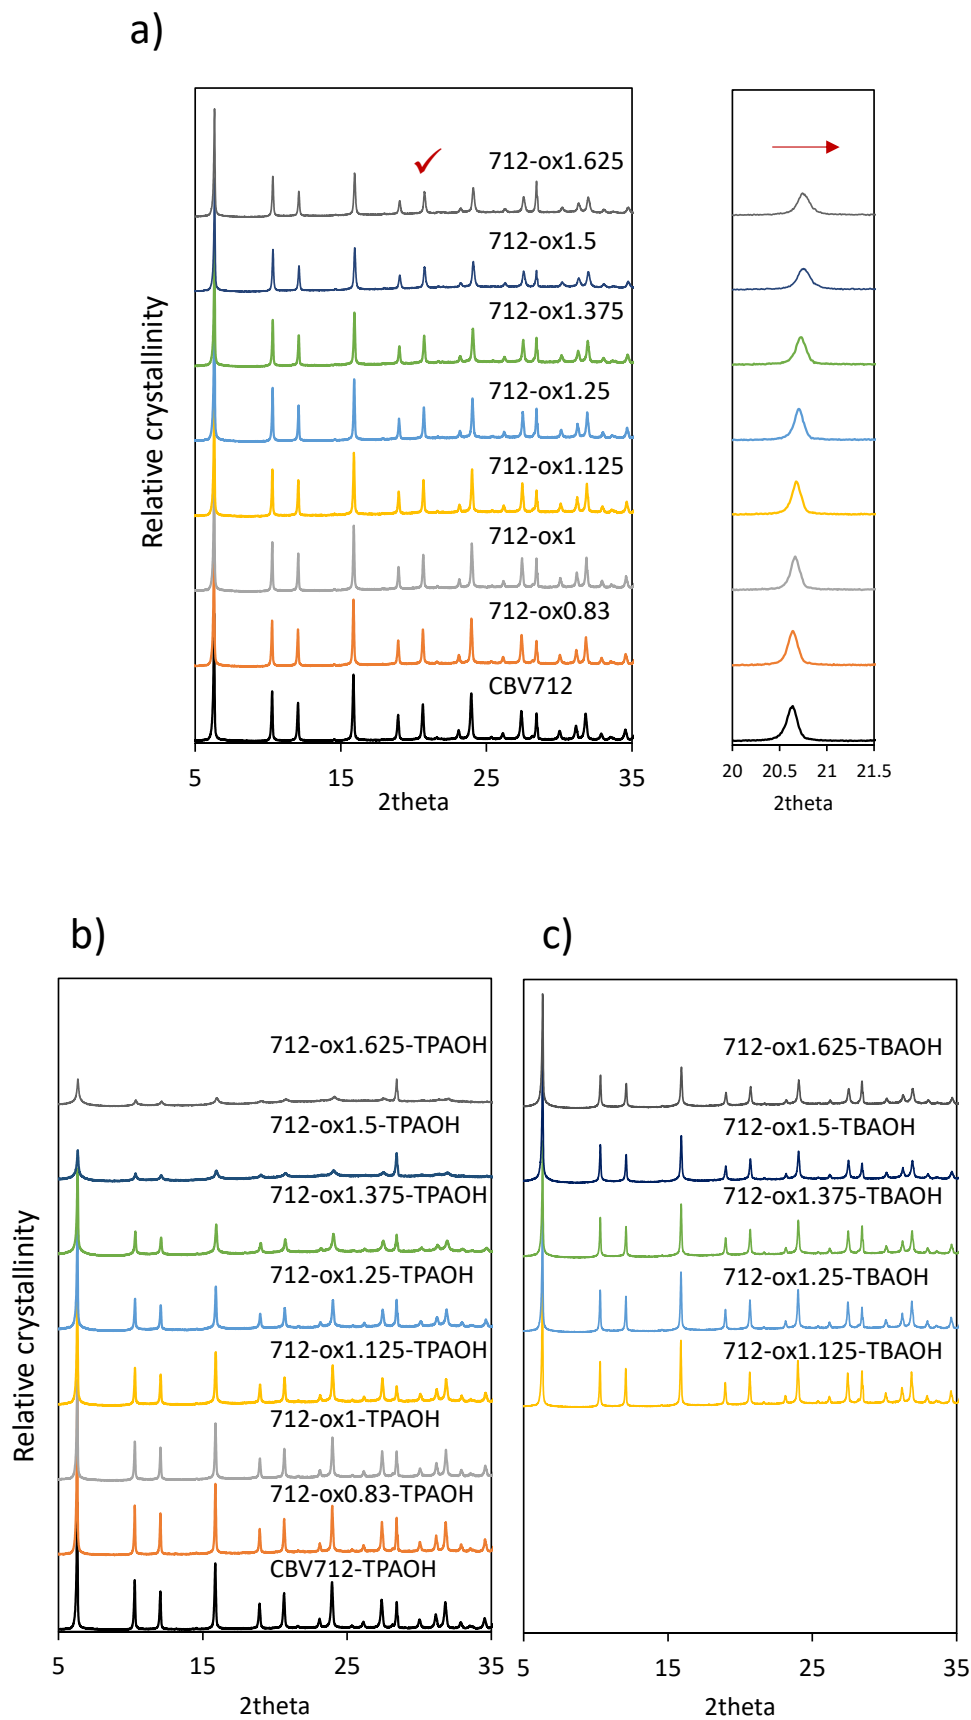 a)
712-ox1.625
712-ox1.5
712-ox1.375
712-ox1.25
712-ox1.125
712-ox1
712-ox0.83
CBV712
Relative crystallinity
5 15 25 35
2theta
20 20.5 21 21.5
2theta
b)
712-ox1.625-TPAOH
712-ox1.5-TPAOH
712-ox1.375-TPAOH
712-ox1.25-TPAOH
712-ox1.125-TPAOH
712-ox1-TPAOH
712-ox0.83-TPAOH
CBV712-TPAOH
Relative crystallinity
5 15 25 35
2theta
c)
712-ox1.625-TBAOH
712-ox1.5-TBAOH
712-ox1.375-TBAOH
712-ox1.25-TBAOH
712-ox1.125-TBAOH
5 15 25 35
2theta